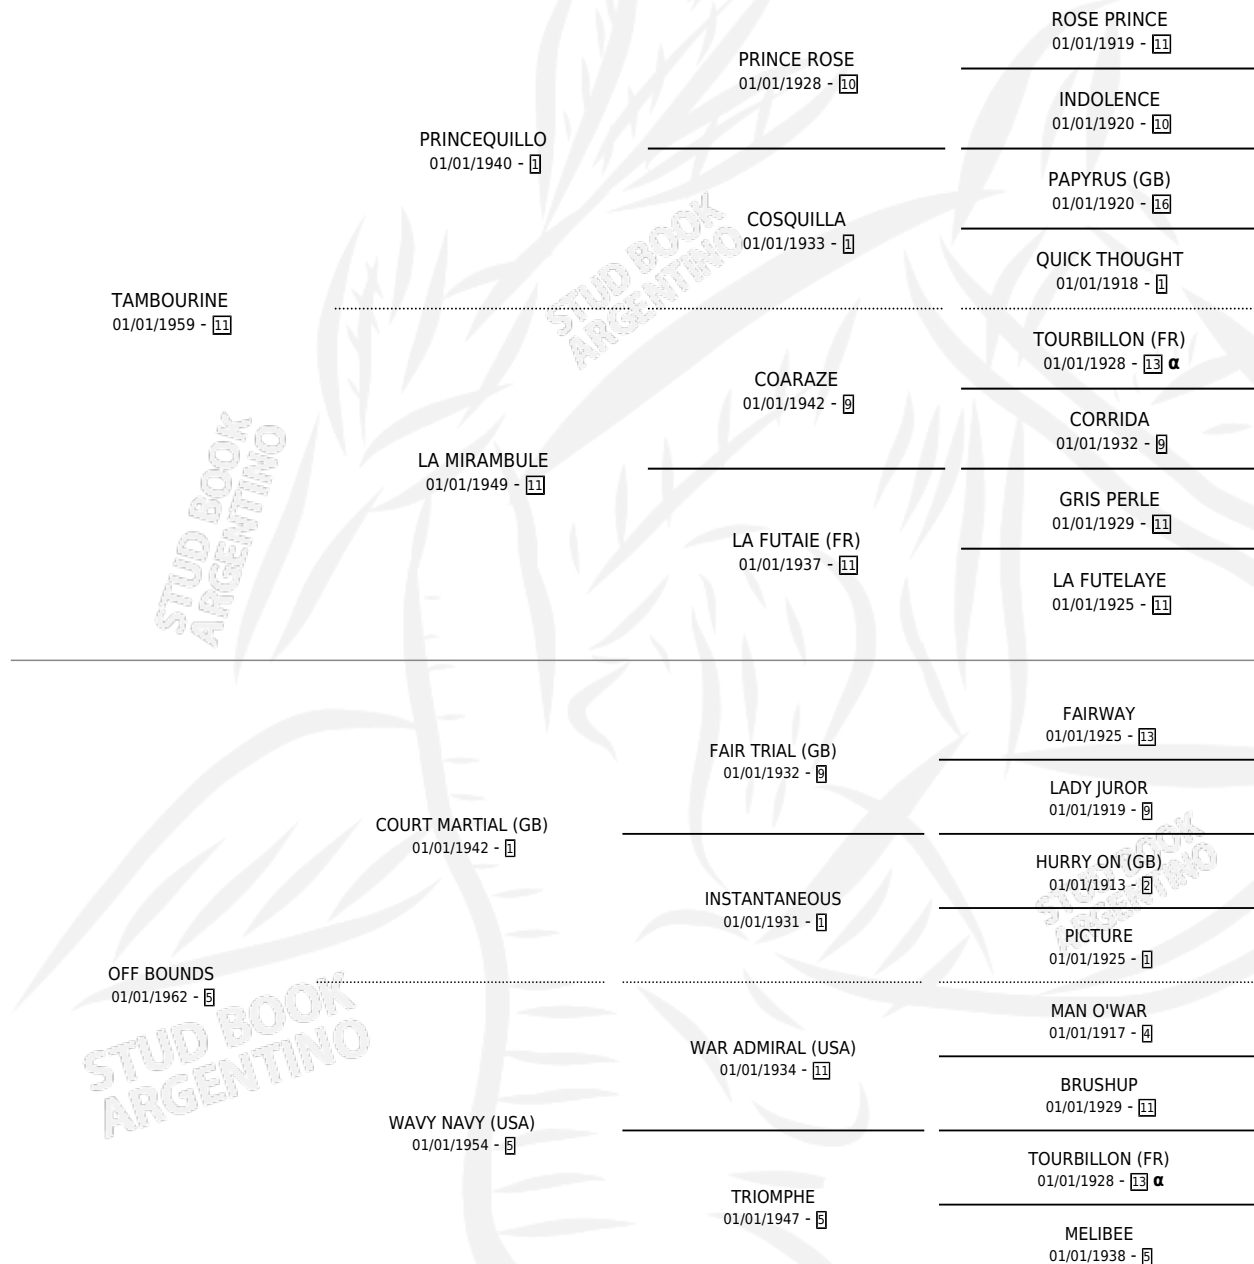 ROSE PRINCE
01/01/1919 - 11
PRINCE ROSE
01/01/1928 - 10
INDOLENCE
01/01/1920 - 10
PRINCEQUILLO
01/01/1940 - 1
PAPYRUS (GB)
01/01/1920 - 16
COSQUILLA
01/01/1933 - 1
QUICK THOUGHT
01/01/1918 - 1
TAMBOURINE
01/01/1959 - 11
TOURBILLON (FR)
01/01/1928 - 13 α
COARAZE
01/01/1942 - 9
CORRIDA
01/01/1932 - 9
LA MIRAMBULE
01/01/1949 - 11
GRIS PERLE
01/01/1929 - 11
LA FUTAIE (FR)
01/01/1937 - 11
LA FUTELAYE
01/01/1925 - 11
FAIRWAY
01/01/1925 - 13
FAIR TRIAL (GB)
01/01/1932 - 9
LADY JUROR
01/01/1919 - 9
COURT MARTIAL (GB)
01/01/1942 - 1
HURRY ON (GB)
01/01/1913 - 2
INSTANTANEOUS
01/01/1931 - 1
PICTURE
01/01/1925 - 1
OFF BOUNDS
01/01/1962 - 5
MAN O'WAR
01/01/1917 - 4
WAR ADMIRAL (USA)
01/01/1934 - 11
BRUSHUP
01/01/1929 - 11
WAVY NAVY (USA)
01/01/1954 - 5
TOURBILLON (FR)
01/01/1928 - 13 α
TRIOMPHE
01/01/1947 - 5
MELIBEE
01/01/1938 - 5
STUD BOOK
ARGENTINO
STUD BOOK
ARGENTINO
STUD BOOK
ARGENTINO
STUD BOOK
ARGENTINO